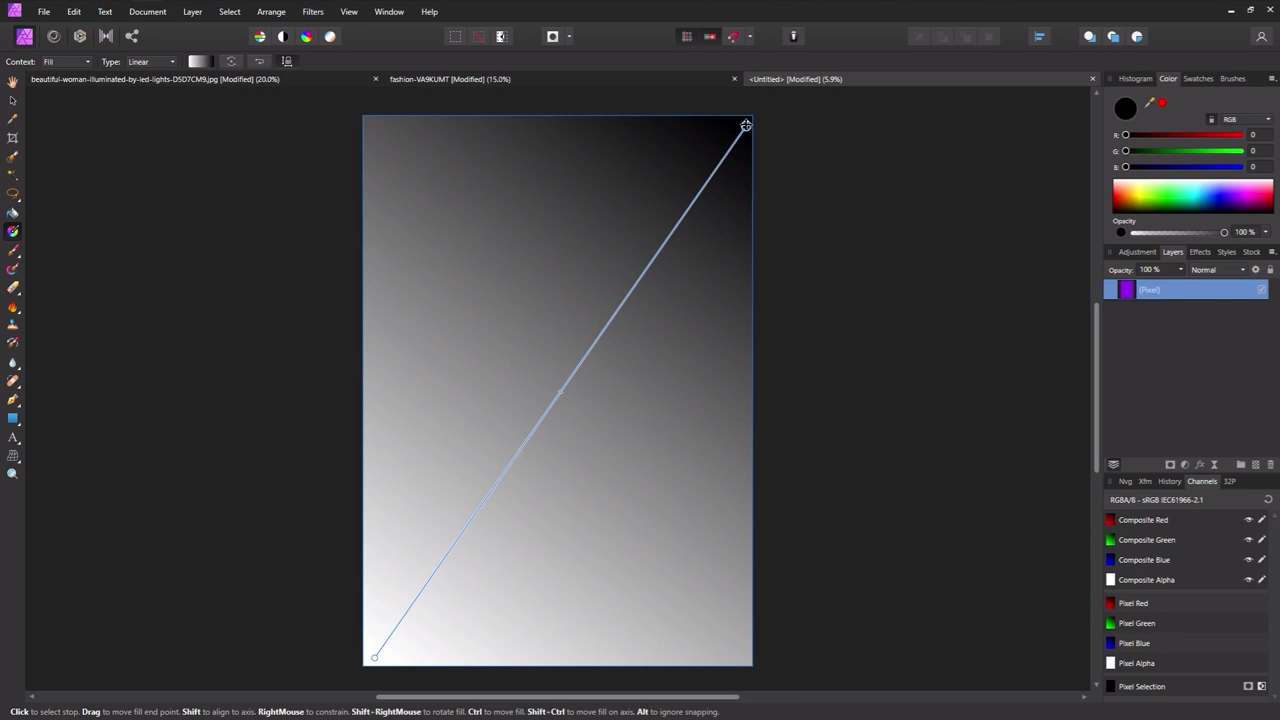 File Edit Text Document Layer Select Arrange Filters View Window Help
Context: Fill Type: Linear
beautiful-woman-illuminated-by-led-lights-D5D7CM9.jpg [Modified] (20.0%) fashion-VA9KUMT [Modified] (15.0%) <Untitled> [Modified] (5.9%)
Histogram Color Swatches Brushes
RGB
R: 0
G: 0
B: 0
Opacity
100 %
Adjustment Layers Effects Styles Stock
Opacity: 100 % Normal
(Pixel)
Nvg Xfm History Channels 32P
RGBA/8 - sRGB IEC61966-2.1
Composite Red
Composite Green
Composite Blue
Composite Alpha
Pixel Red
Pixel Green
Pixel Blue
Pixel Alpha
Pixel Selection
Click to select stop. Drag to move fill end point. Shift to align to axis. RightMouse to constrain. Shift+RightMouse to rotate fill. Ctrl to move fill. Shift+Ctrl to move fill on axis. Alt to ignore snapping.